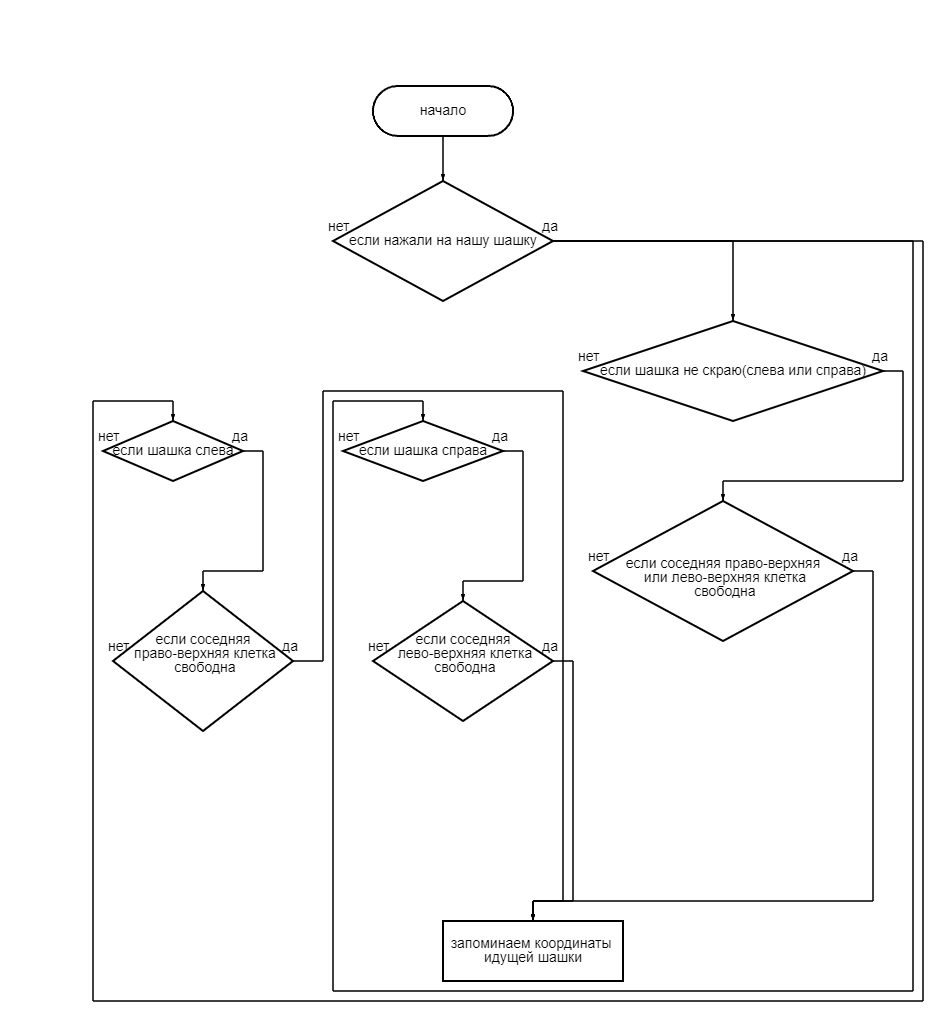 начало
нет
да
если нажали на нашу шашку
нет
да
если шашка не скраю(слева или справа)
нет
да
если шашка слева
нет
да
если шашка справа
нет
да
если соседняя право-верхняя
или лево-верхняя клетка
свободна
нет
да
если соседняя
право-верхняя клетка
свободна
нет
да
если соседняя
лево-верхняя клетка
свободна
запоминаем координаты
идущей шашки